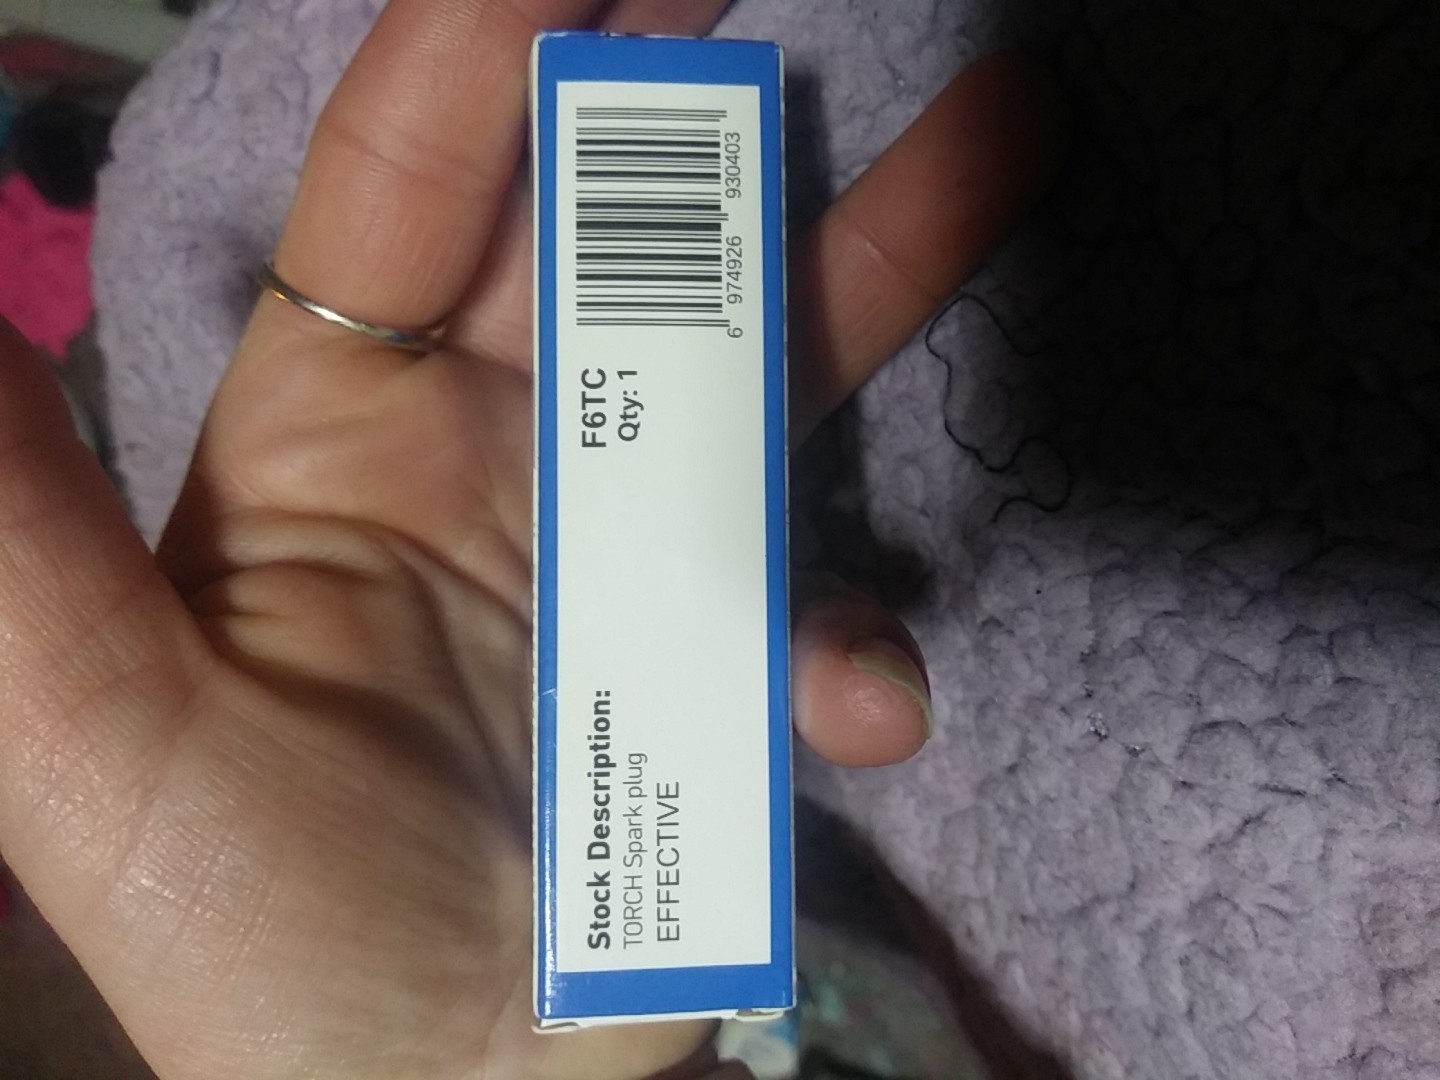 Stock Description:
TORCH Spark plug
EFFECTIVE
F6TC
Qty: 1
6 974926 930403